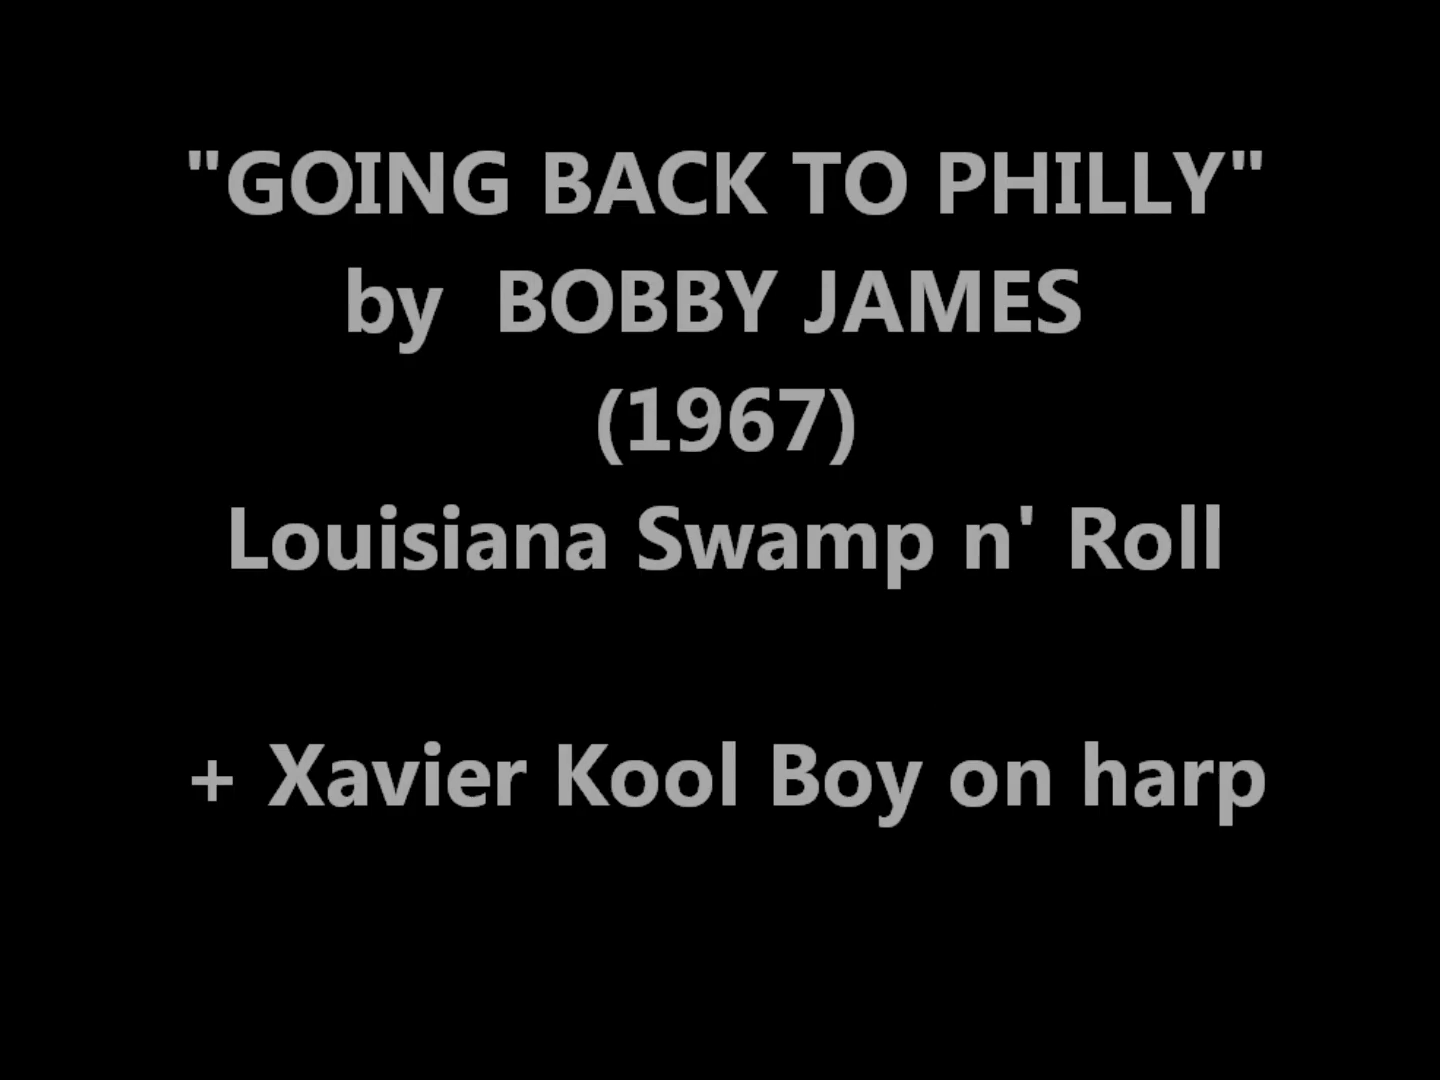 "GOING BACK TO PHILLY"
by  BOBBY JAMES
(1967)
Louisiana Swamp n' Roll
+ Xavier Kool Boy on harp